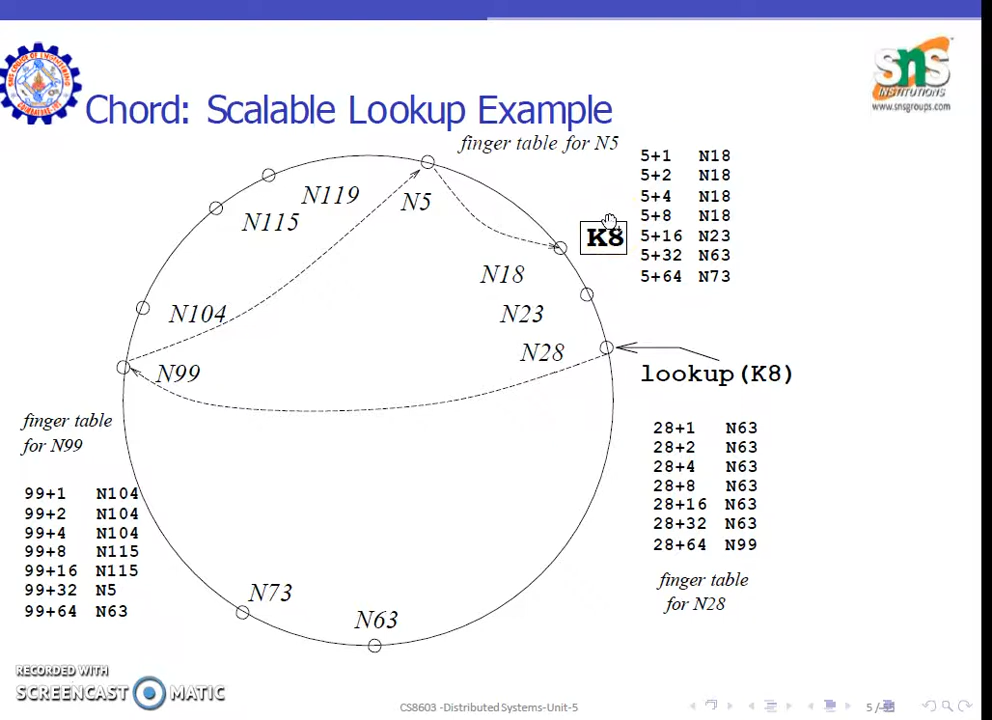 Chord: Scalable Lookup Example
sns
INSTITUTIONS
www.snsgroups.com
finger table for N5
5+1 N18
5+2 N18
5+4 N18
5+8 N18
5+16 N23
5+32 N63
5+64 N73
N119
N5
N115
K8
N18
N104
N23
N28
N99
lookup(K8)
finger table
for N99
99+1 N104
99+2 N104
99+4 N104
99+8 N115
99+16 N115
99+32 N5
99+64 N63
28+1 N63
28+2 N63
28+4 N63
28+8 N63
28+16 N63
28+32 N63
28+64 N99
finger table
for N28
N73
N63
RECORDED WITH
SCREENCAST MATIC
CS8603 -Distributed Systems-Unit-5
5 /